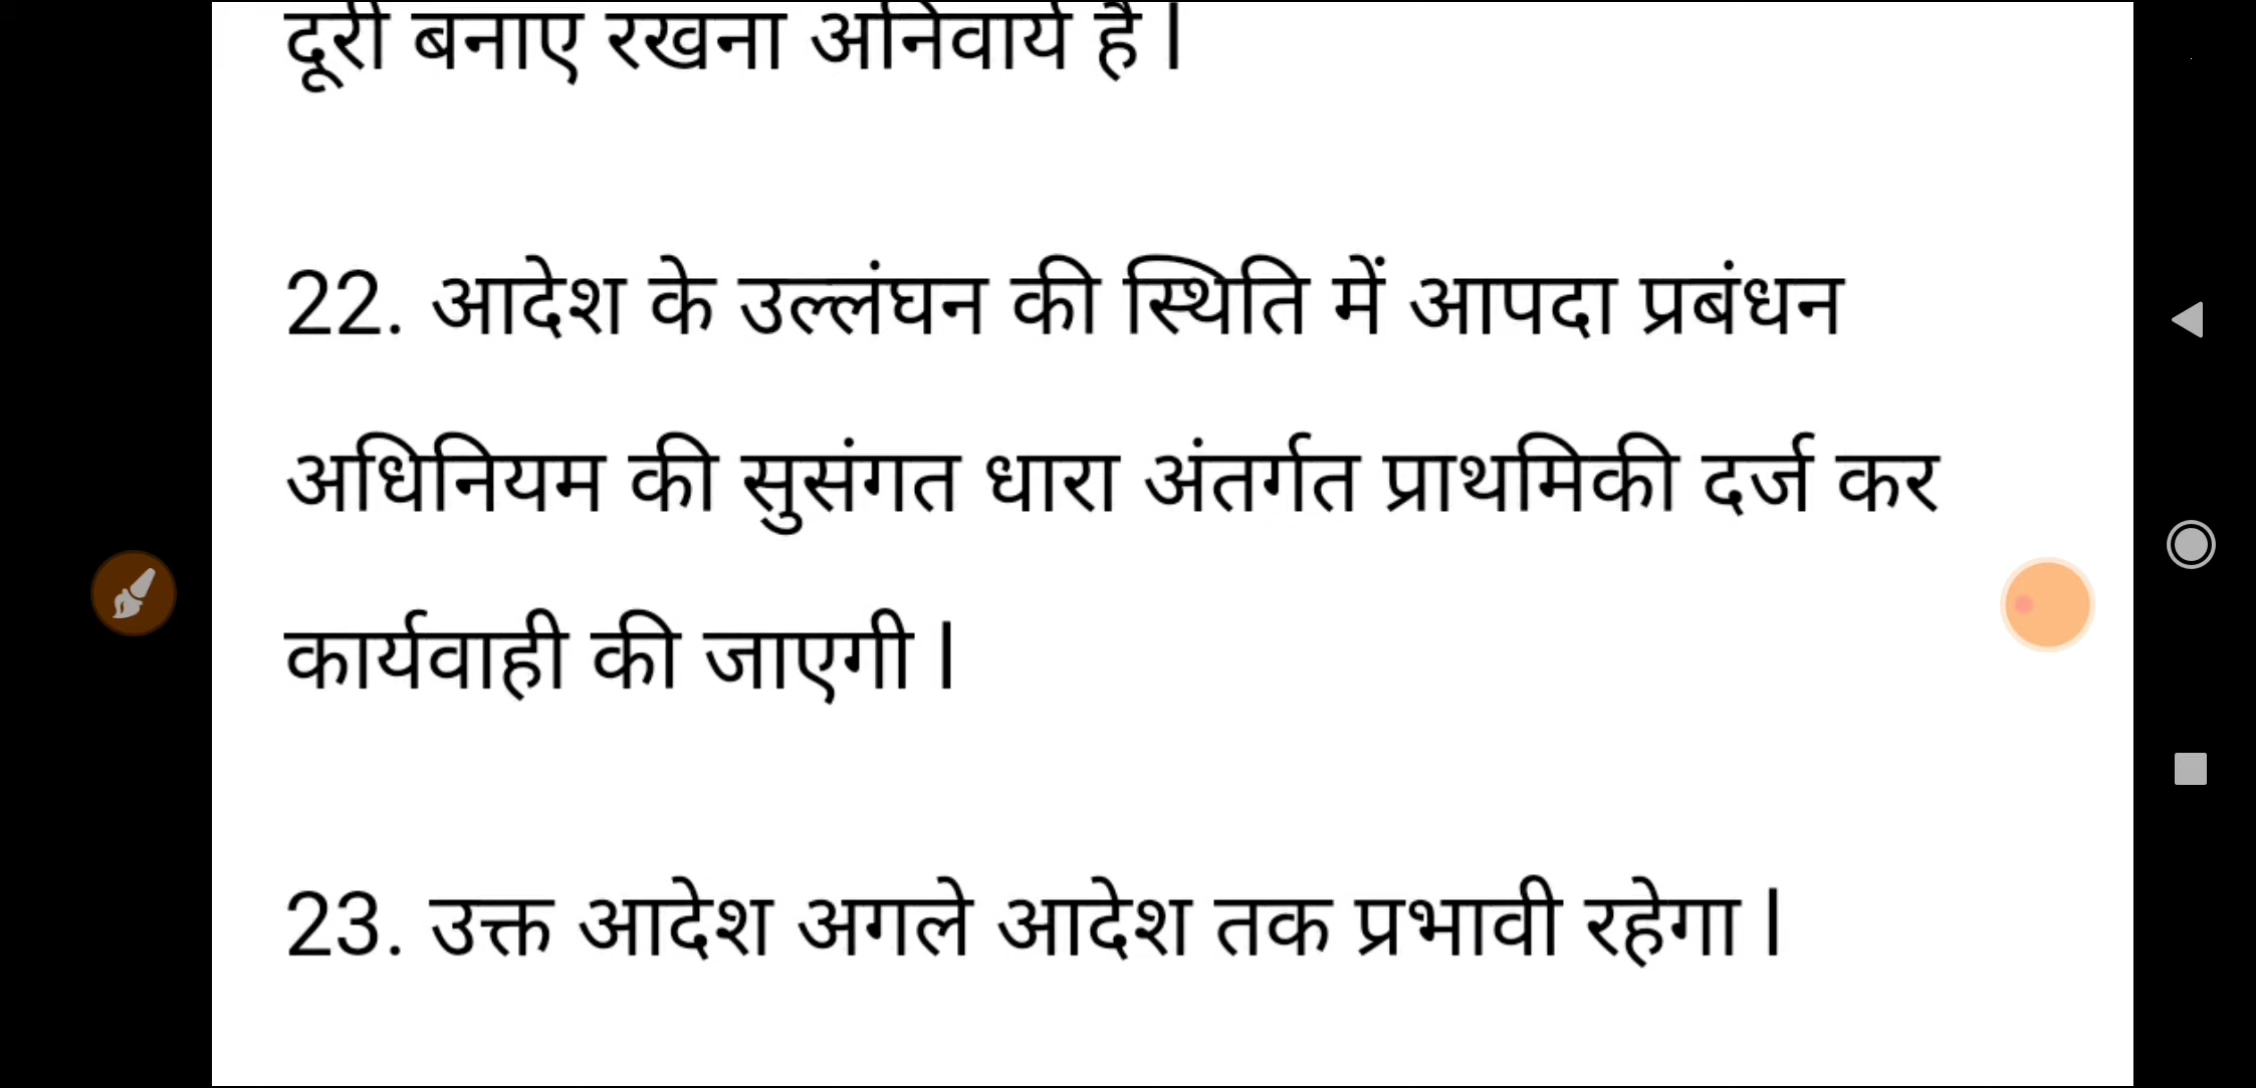 दूरी बनाए रखना अनिवार्य है l
22. आदेश के उल्लंघन की स्थिति में आपदा प्रबंधन
अधिनियम की सुसंगत धारा अंतर्गत प्राथमिकी दर्ज कर
कार्यवाही की जाएगी l
23. उक्त आदेश अगले आदेश तक प्रभावी रहेगा l